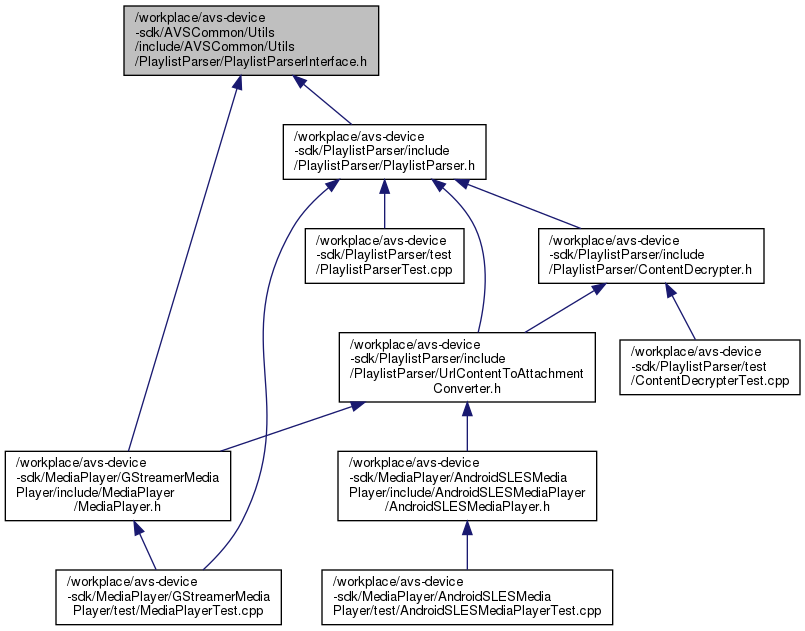 /workplace/avs-device
-sdk/AVSCommon/Utils
/include/AVSCommon/Utils
/PlaylistParser/PlaylistParserInterface.h
/workplace/avs-device
-sdk/PlaylistParser/include
/PlaylistParser/PlaylistParser.h
/workplace/avs-device
-sdk/PlaylistParser/test
/PlaylistParserTest.cpp
/workplace/avs-device
-sdk/PlaylistParser/include
/PlaylistParser/ContentDecrypter.h
/workplace/avs-device
-sdk/PlaylistParser/include
/PlaylistParser/UrlContentToAttachment
Converter.h
/workplace/avs-device
-sdk/PlaylistParser/test
/ContentDecrypterTest.cpp
/workplace/avs-device
-sdk/MediaPlayer/GStreamerMedia
Player/include/MediaPlayer
/MediaPlayer.h
/workplace/avs-device
-sdk/MediaPlayer/AndroidSLESMedia
Player/include/AndroidSLESMediaPlayer
/AndroidSLESMediaPlayer.h
/workplace/avs-device
-sdk/MediaPlayer/GStreamerMedia
Player/test/MediaPlayerTest.cpp
/workplace/avs-device
-sdk/MediaPlayer/AndroidSLESMedia
Player/test/AndroidSLESMediaPlayerTest.cpp